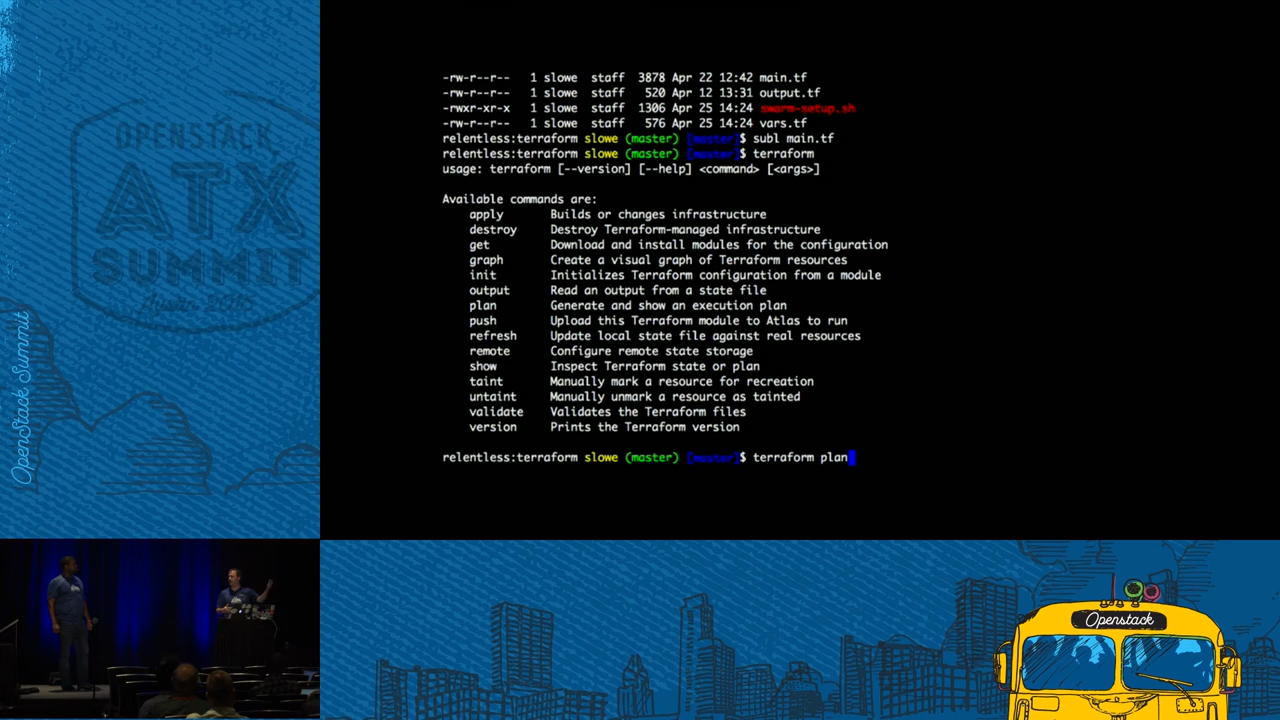 OPENSTACK
ATX
SUMMIT
Austin 2016
OpenStack Summit
-rw-r--r--   1 slowe  staff  3878 Apr 22 12:42 main.tf
-rw-r--r--   1 slowe  staff   520 Apr 12 13:31 output.tf
-rwxr-xr-x   1 slowe  staff  1306 Apr 25 14:24 swarm-setup.sh
-rw-r--r--   1 slowe  staff   576 Apr 25 14:24 vars.tf
relentless:terraform slowe (master) [master]$ subl main.tf
relentless:terraform slowe (master) [master]$ terraform
usage: terraform [--version] [--help] <command> [<args>]
Available commands are:
apply      Builds or changes infrastructure
destroy    Destroy Terraform-managed infrastructure
get        Download and install modules for the configuration
graph      Create a visual graph of Terraform resources
init       Initializes Terraform configuration from a module
output     Read an output from a state file
plan       Generate and show an execution plan
push       Upload this Terraform module to Atlas to run
refresh    Update local state file against real resources
remote     Configure remote state storage
show       Inspect Terraform state or plan
taint      Manually mark a resource for recreation
untaint    Manually unmark a resource as tainted
validate   Validates the Terraform files
version    Prints the Terraform version
relentless:terraform slowe (master) [master]$ terraform plan
Openstack